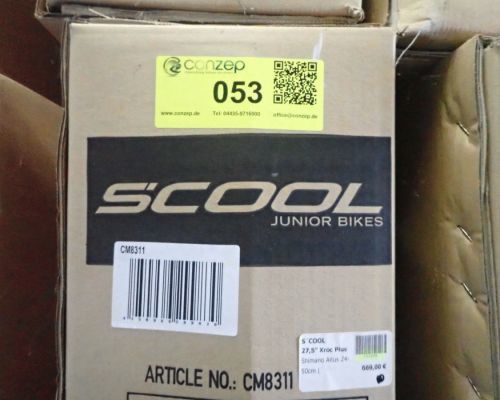 conzep
053
www.conzep.de Tel: 04435-9716000 office@conzep.de
S'COOL
JUNIOR BIKES
CM8311
S´COOL
27,5" Xroc Plus
Shimano Altus 24-
50cm |
669,00 €
ARTICLE NO.: CM8311